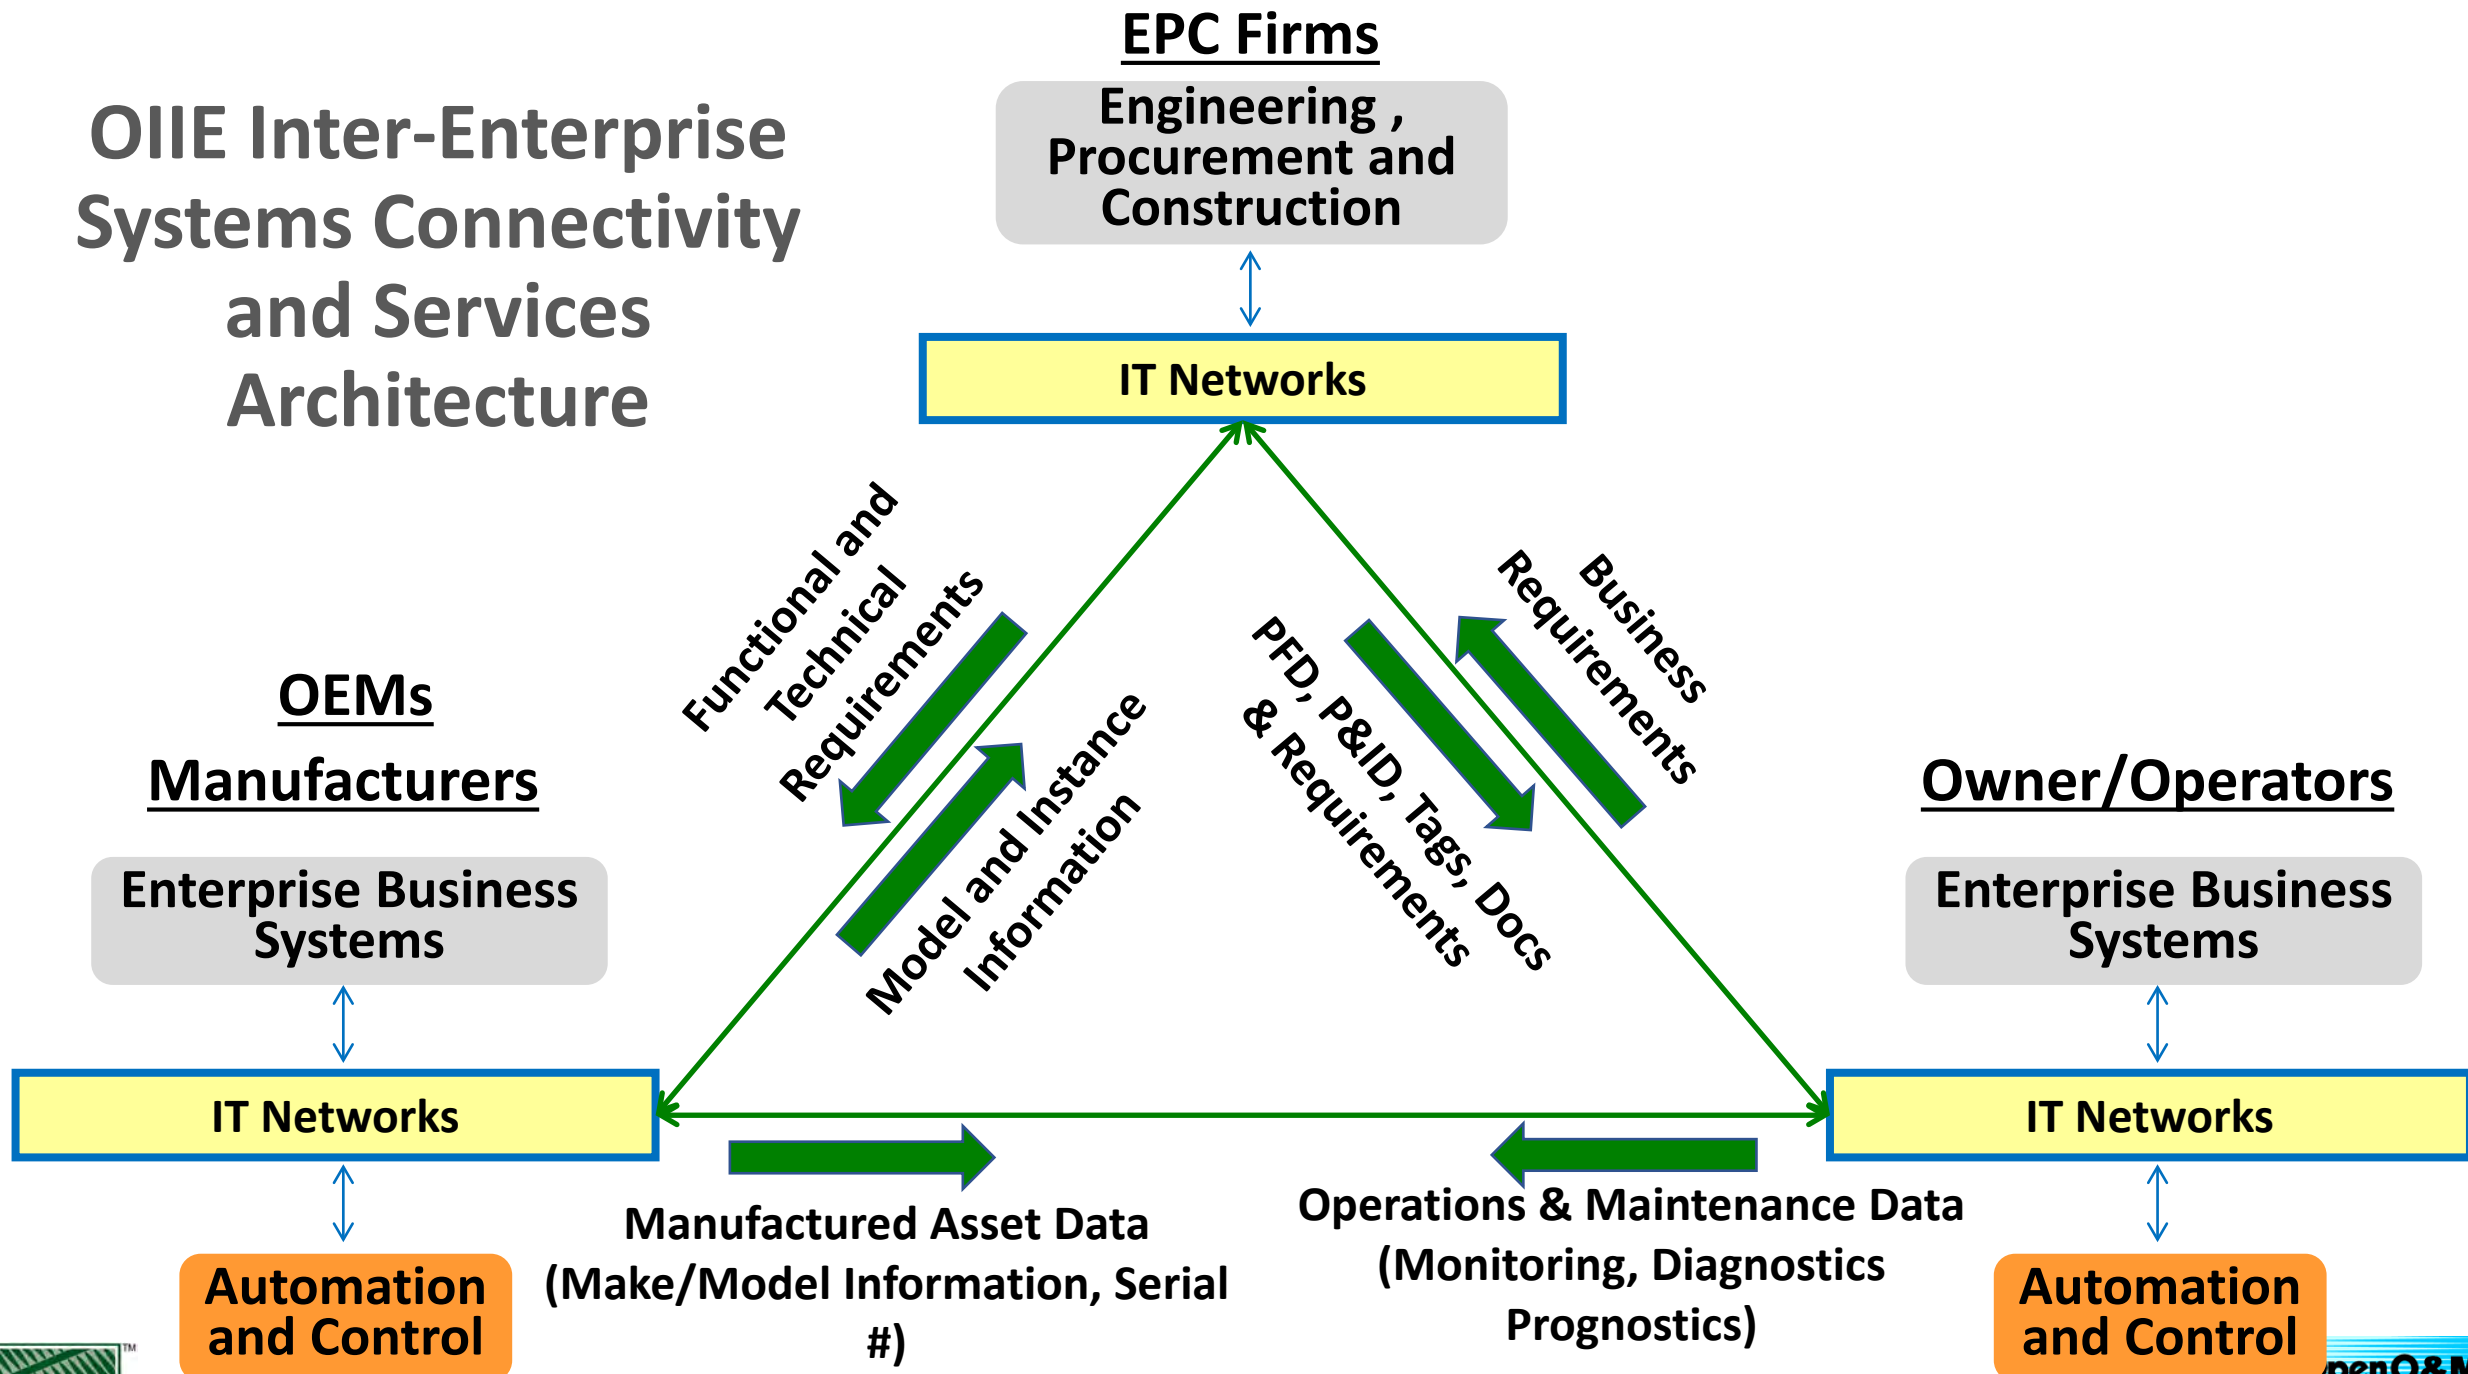 EPC Firms
Engineering ,
Procurement and
Construction
OIIE Inter-Enterprise
Systems Connectivity
and Services
Architecture
IT Networks
Functional and
Technical
Requirements
Model and Instance
Information
Business
Requirements
PFD, P&ID, Tags, Docs
& Requirements
OEMs
Manufacturers
Enterprise Business
Systems
IT Networks
Automation
and Control
Owner/Operators
Enterprise Business
Systems
IT Networks
Automation
and Control
Manufactured Asset Data
(Make/Model Information, Serial
#)
Operations & Maintenance Data
(Monitoring, Diagnostics
Prognostics)
TM